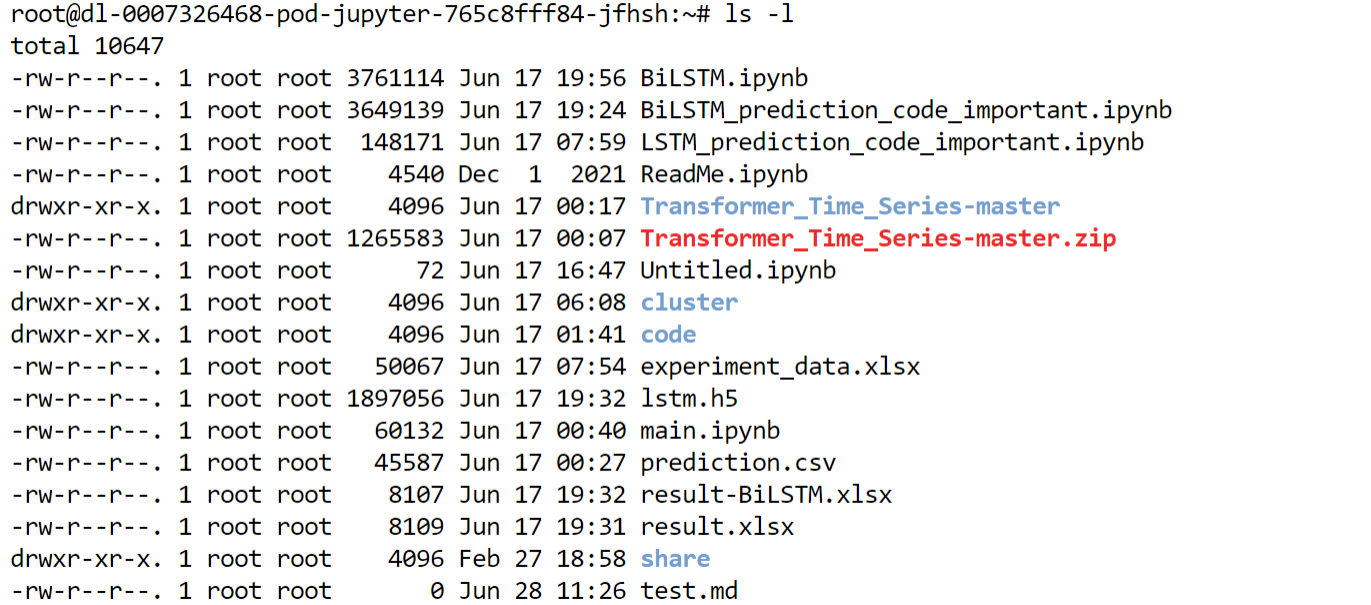 root@dl-0007326468-pod-jupyter-765c8fff84-jfhsh:~# ls -l
total 10647
-rw-r--r--. 1 root root 3761114 Jun 17 19:56 BiLSTM.ipynb
-rw-r--r--. 1 root root 3649139 Jun 17 19:24 BiLSTM_prediction_code_important.ipynb
-rw-r--r--. 1 root root  148171 Jun 17 07:59 LSTM_prediction_code_important.ipynb
-rw-r--r--. 1 root root    4540 Dec  1  2021 ReadMe.ipynb
drwxr-xr-x. 1 root root    4096 Jun 17 00:17 Transformer_Time_Series-master
-rw-r--r--. 1 root root 1265583 Jun 17 00:07 Transformer_Time_Series-master.zip
-rw-r--r--. 1 root root      72 Jun 17 16:47 Untitled.ipynb
drwxr-xr-x. 1 root root    4096 Jun 17 06:08 cluster
drwxr-xr-x. 1 root root    4096 Jun 17 01:41 code
-rw-r--r--. 1 root root   50067 Jun 17 07:54 experiment_data.xlsx
-rw-r--r--. 1 root root 1897056 Jun 17 19:32 lstm.h5
-rw-r--r--. 1 root root   60132 Jun 17 00:40 main.ipynb
-rw-r--r--. 1 root root   45587 Jun 17 00:27 prediction.csv
-rw-r--r--. 1 root root    8107 Jun 17 19:32 result-BiLSTM.xlsx
-rw-r--r--. 1 root root    8109 Jun 17 19:31 result.xlsx
drwxr-xr-x. 1 root root    4096 Feb 27 18:58 share
-rw-r--r--. 1 root root       0 Jun 28 11:26 test.md